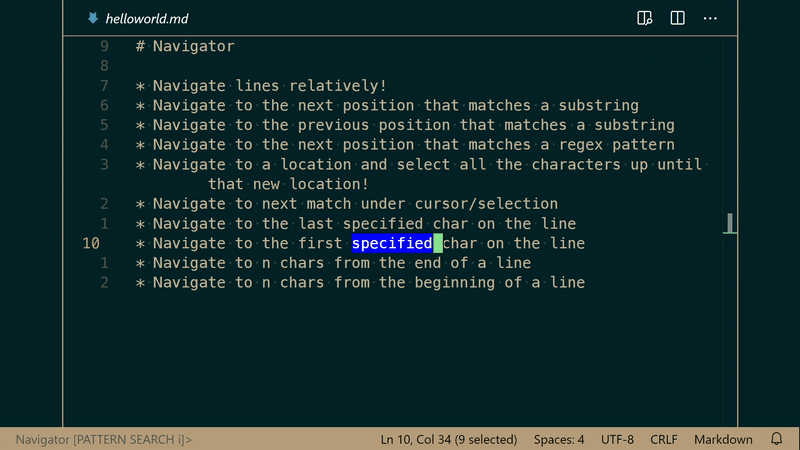 helloworld.md
9 # Navigator
8
7 * Navigate lines relatively!
6 * Navigate to the next position that matches a substring
5 * Navigate to the previous position that matches a substring
4 * Navigate to the next position that matches a regex pattern
3 * Navigate to a location and select all the characters up until
that new location!
2 * Navigate to next match under cursor/selection
1 * Navigate to the last specified char on the line
10 * Navigate to the first specified char on the line
1 * Navigate to n chars from the end of a line
2 * Navigate to n chars from the beginning of a line
Navigator [PATTERN SEARCH i]> Ln 10, Col 34 (9 selected) Spaces: 4 UTF-8 CRLF Markdown